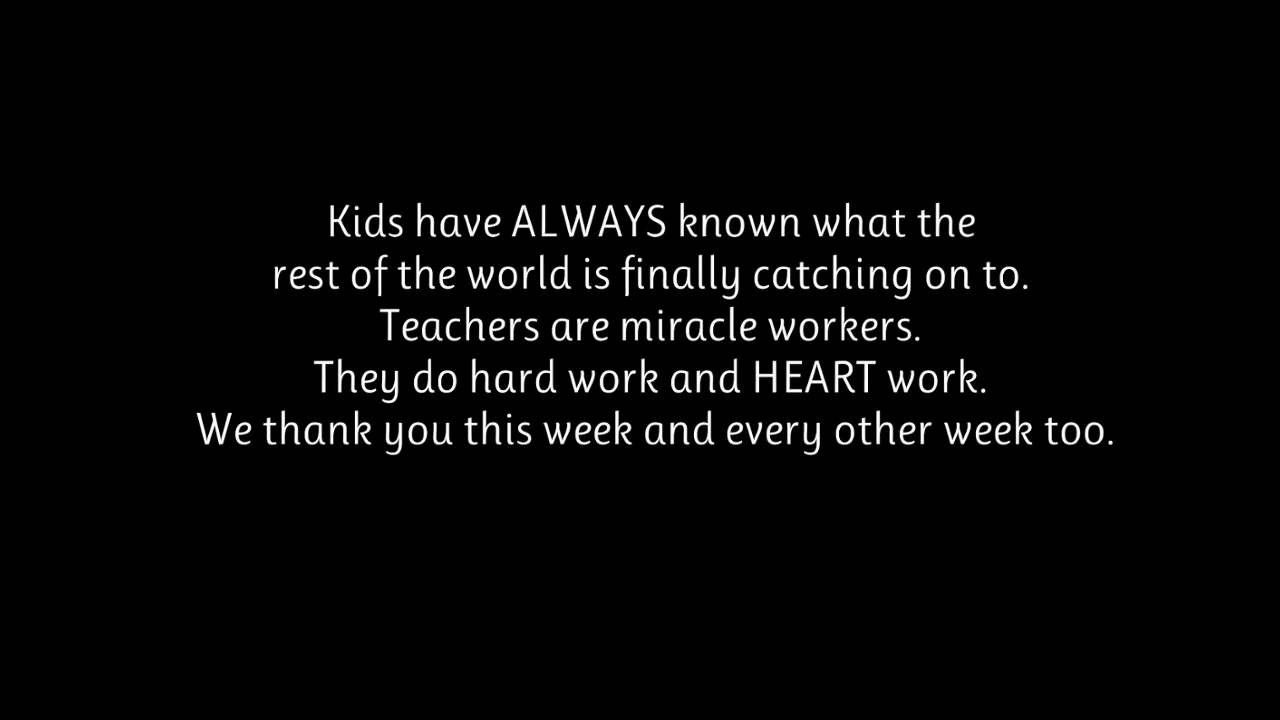 Kids have ALWAYS known what the
rest of the world is finally catching on to.
Teachers are miracle workers.
They do hard work and HEART work.
We thank you this week and every other week too.